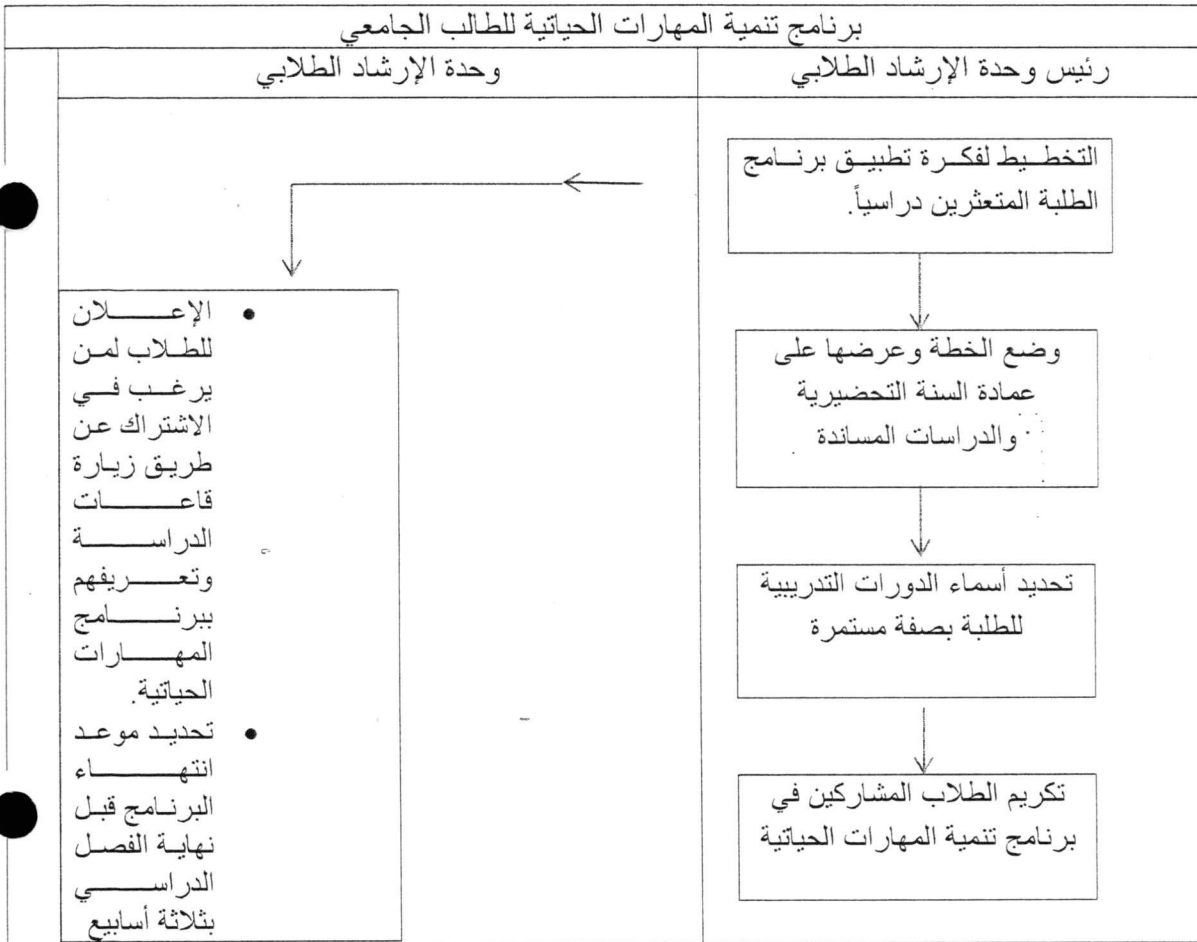 برنامج تنمية المهارات الحياتية للطالب الجامعي
رئيس وحدة الإرشاد الطلابي
وحدة الإرشاد الطلابي
التخطيط لفكرة تطبيق برنامج
الطلبة المتعثرين دراسياً.
وضع الخطة وعرضها على
عمادة السنة التحضيرية
والدراسات المساندة
تحديد أسماء الدورات التدريبية
للطلبة بصفة مستمرة
تكريم الطلاب المشاركين في
برنامج تنمية المهارات الحياتية
• الإعلان
للطلاب لمن
يرغب في
الاشتراك عن
طريق زيارة
قاعات
الدراسة
وتعريفهم
ببرنامج
المهارات
الحياتية.
• تحديد موعد
انتهاء
البرنامج قبل
نهاية الفصل
الدراسي
بثلاثة أسابيع